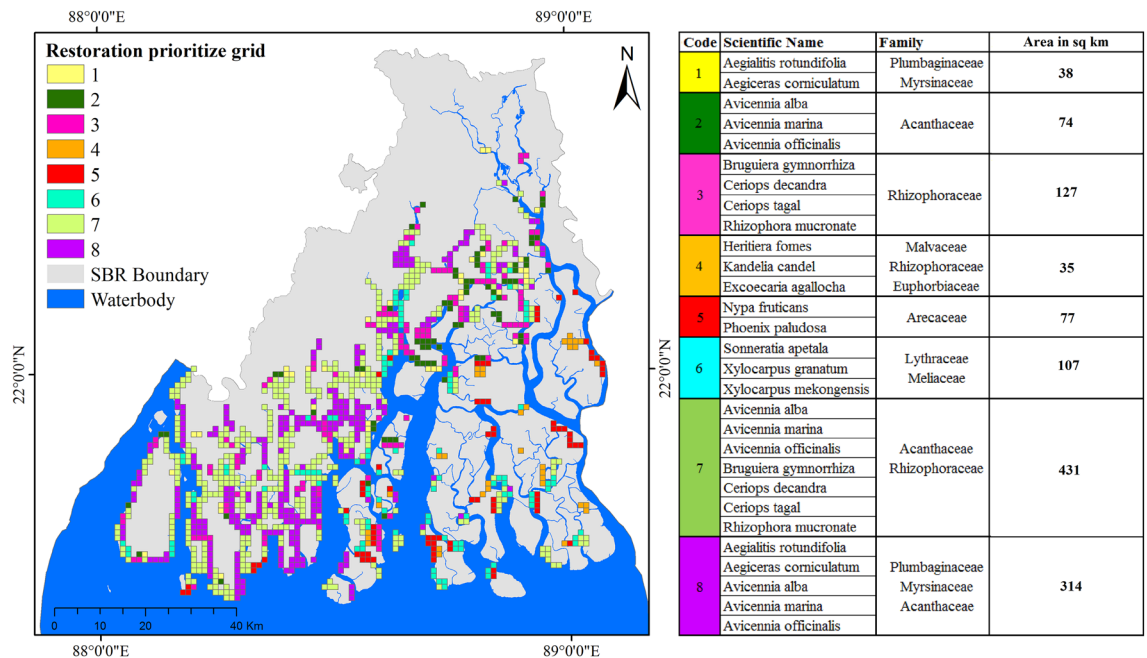 88°0'0"E
89°0'0"E
Restoration prioritize grid
1
2
3
4
5
6
7
8
SBR Boundary
Waterbody
N
22°0'0"N
22°0'0"N
0 10 20 40 Km
88°0'0"E
89°0'0"E
Code Scientific Name Family Area in sq km
1
Aegialitis rotundifolia
Aegiceras corniculatum
Plumbaginaceae
Myrsinaceae
38
2
Avicennia alba
Avicennia marina
Avicennia officinalis
Acanthaceae
74
3
Bruguiera gymnorrhiza
Ceriops decandra
Ceriops tagal
Rhizophora mucronate
Rhizophoraceae
127
4
Heritiera fomes
Kandelia candel
Excoecaria agallocha
Malvaceae
Rhizophoraceae
Euphorbiaceae
35
5
Nypa fruticans
Phoenix paludosa
Arecaceae
77
6
Sonneratia apetala
Xylocarpus granatum
Xylocarpus mekongensis
Lythraceae
Meliaceae
107
7
Avicennia alba
Avicennia marina
Avicennia officinalis
Bruguiera gymnorrhiza
Ceriops decandra
Ceriops tagal
Rhizophora mucronate
Acanthaceae
Rhizophoraceae
431
8
Aegialitis rotundifolia
Aegiceras corniculatum
Avicennia alba
Avicennia marina
Avicennia officinalis
Plumbaginaceae
Myrsinaceae
Acanthaceae
314